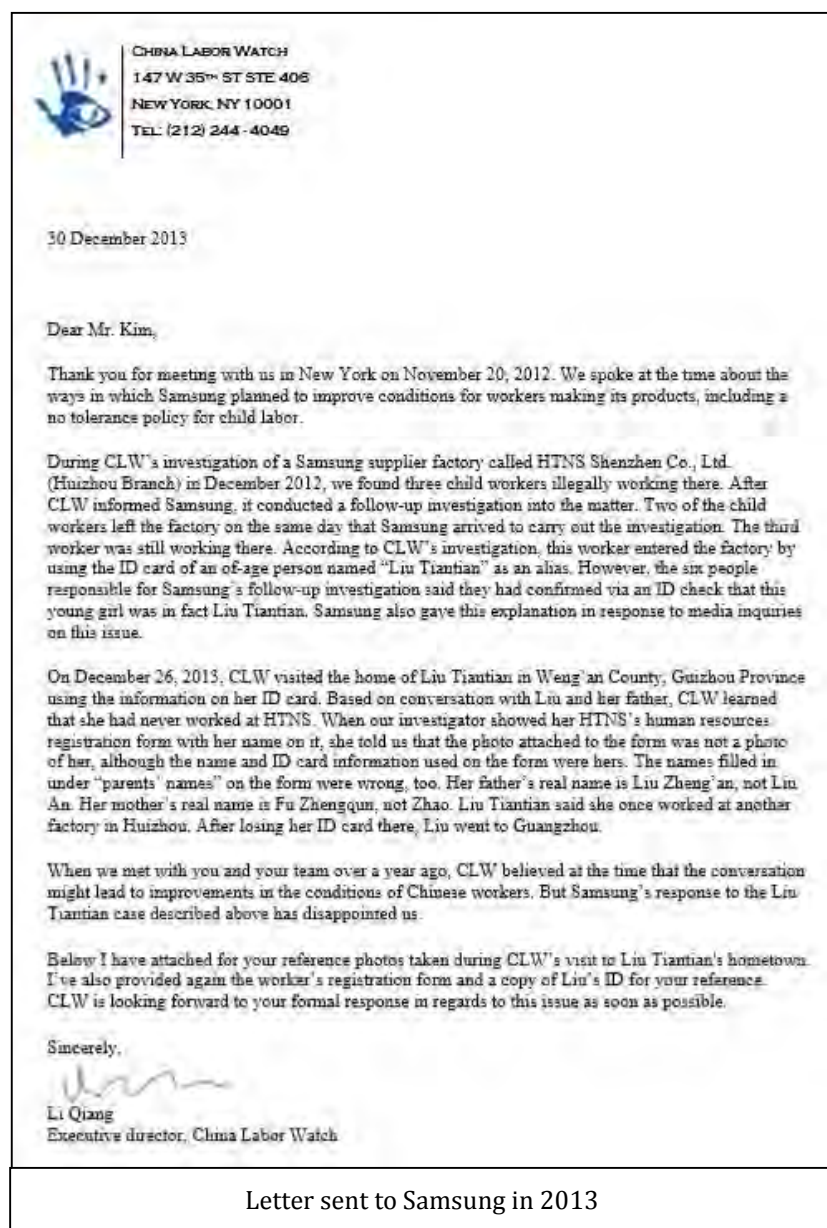 CHINA LABOR WATCH
147 W 35TH ST STE 406
NEW YORK, NY 10001
TEL: (212) 244 - 4049
30 December 2013
Dear Mr. Kim,
Thank you for meeting with us in New York on November 20, 2012. We spoke at the time about the
ways in which Samsung planned to improve conditions for workers making its products, including a
no tolerance policy for child labor.
During CLW's investigation of a Samsung supplier factory called HTNS Shenzhen Co., Ltd.
(Huizhou Branch) in December 2012, we found three child workers illegally working there. After
CLW informed Samsung, it conducted a follow-up investigation into the matter. Two of the child
workers left the factory on the same day that Samsung arrived to carry out the investigation. The third
worker was still working there. According to CLW's investigation, this worker entered the factory by
using the ID card of an of-age person named "Liu Tiantian" as an alias. However, the six people
responsible for Samsung's follow-up investigation said they had confirmed via an ID check that this
young girl was in fact Liu Tiantian. Samsung also gave this explanation in response to media inquiries
on this issue.
On December 26, 2013, CLW visited the home of Liu Tiantian in Weng'an County, Guizhou Province
using the information on her ID card. Based on conversation with Liu and her father, CLW learned
that she had never worked at HTNS. When our investigator showed her HTNS's human resources
registration form with her name on it, she told us that the photo attached to the form was not a photo
of her, although the name and ID card information used on the form were hers. The names filled in
under "parents' names" on the form were wrong, too. Her father's real name is Liu Zheng'an, not Liu
An. Her mother's real name is Fu Zhengqun, not Zhao. Liu Tiantian said she once worked at another
factory in Huizhou. After losing her ID card there, Liu went to Guangzhou.
When we met with you and your team over a year ago, CLW believed at the time that the conversation
might lead to improvements in the conditions of Chinese workers. But Samsung's response to the Liu
Tiantian case described above has disappointed us.
Below I have attached for your reference photos taken during CLW's visit to Liu Tiantian's hometown.
I've also provided again the worker's registration form and a copy of Liu's ID for your reference.
CLW is looking forward to your formal response in regards to this issue as soon as possible.
Sincerely,
Li Qiang
Executive director, China Labor Watch
Letter sent to Samsung in 2013